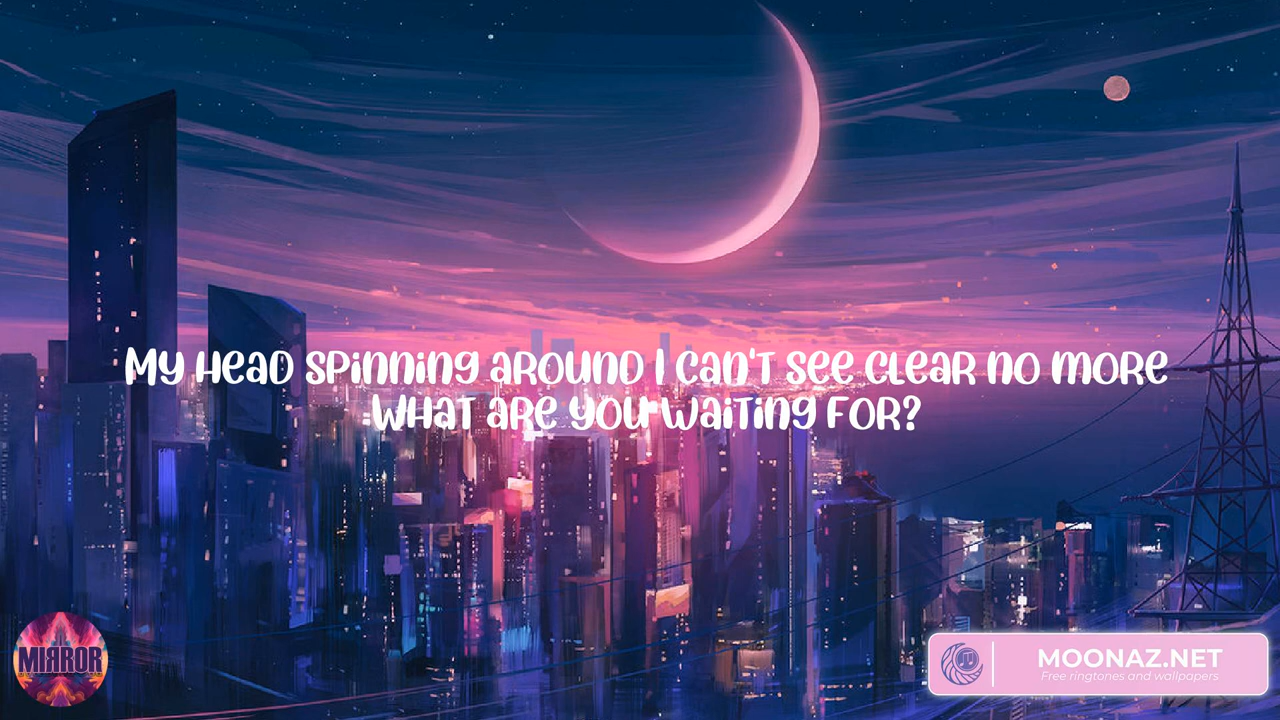 My head spinning around I can't see clear no more
What are you waiting for?
MIRROR
MOONAZ.NET
Free ringtones and wallpapers